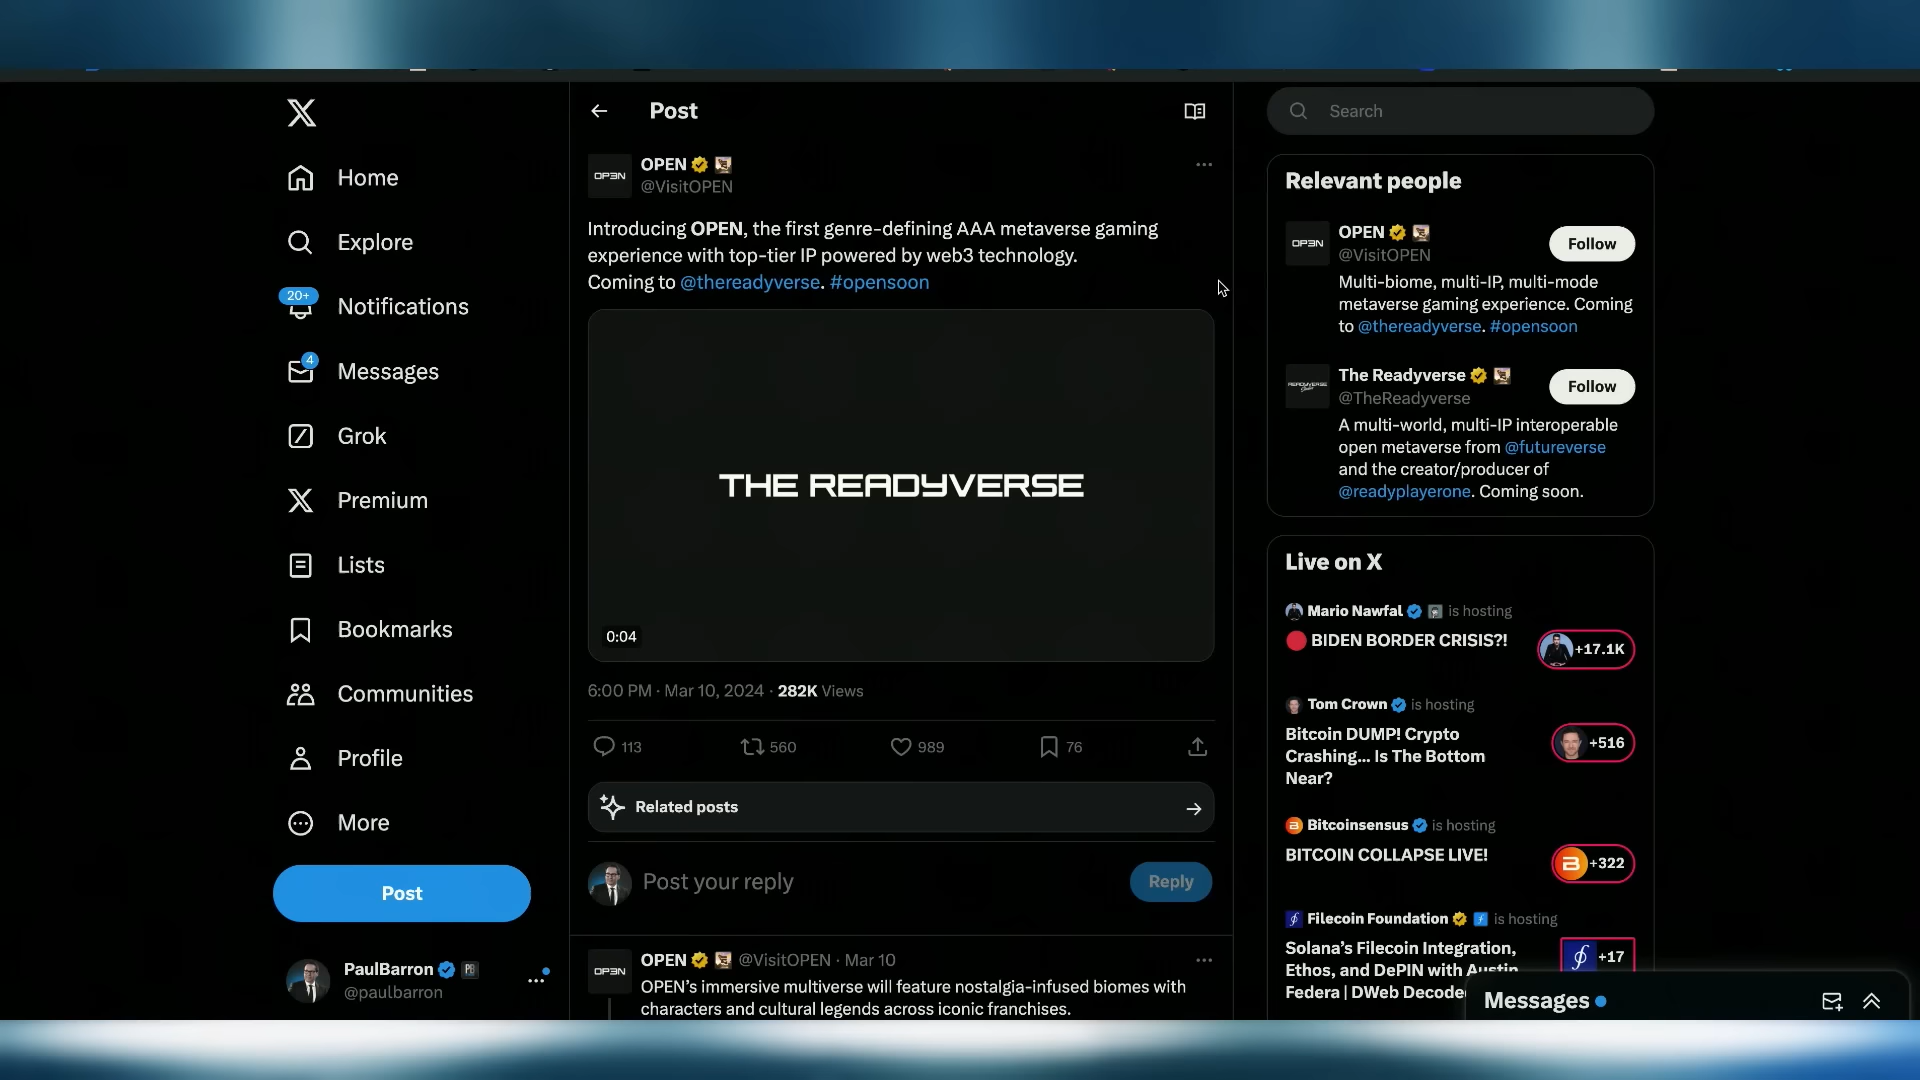 Home
Explore
20+
Notifications
4
Messages
Grok
Premium
Lists
Bookmarks
Communities
Profile
More
Post
PaulBarron
@paulbarron
Post
OP3N
OPEN
@VisitOPEN
Introducing OPEN, the first genre-defining AAA metaverse gaming
experience with top-tier IP powered by web3 technology.
Coming to @thereadyverse. #opensoon
THE READYVERSE
0:04
6:00 PM · Mar 10, 2024 · 282K Views
113 560 989 76
Related posts
Post your reply
Reply
OP3N
OPEN @VisitOPEN · Mar 10
OPEN's immersive multiverse will feature nostalgia-infused biomes with
characters and cultural legends across iconic franchises.
Search
Relevant people
OP3N
OPEN
@VisitOPEN
Follow
Multi-biome, multi-IP, multi-mode
metaverse gaming experience. Coming
to @thereadyverse. #opensoon
The Readyverse
@TheReadyverse
Follow
A multi-world, multi-IP interoperable
open metaverse from @futureverse
and the creator/producer of
@readyplayerone. Coming soon.
Live on X
Mario Nawfal is hosting
BIDEN BORDER CRISIS?!
+17.1K
Tom Crown is hosting
Bitcoin DUMP! Crypto
Crashing... Is The Bottom
Near?
+516
Bitcoinsensus is hosting
BITCOIN COLLAPSE LIVE!
+322
Filecoin Foundation is hosting
Solana's Filecoin Integration,
Ethos, and DePIN with Austin
Federa | DWeb Decode
+17
Messages